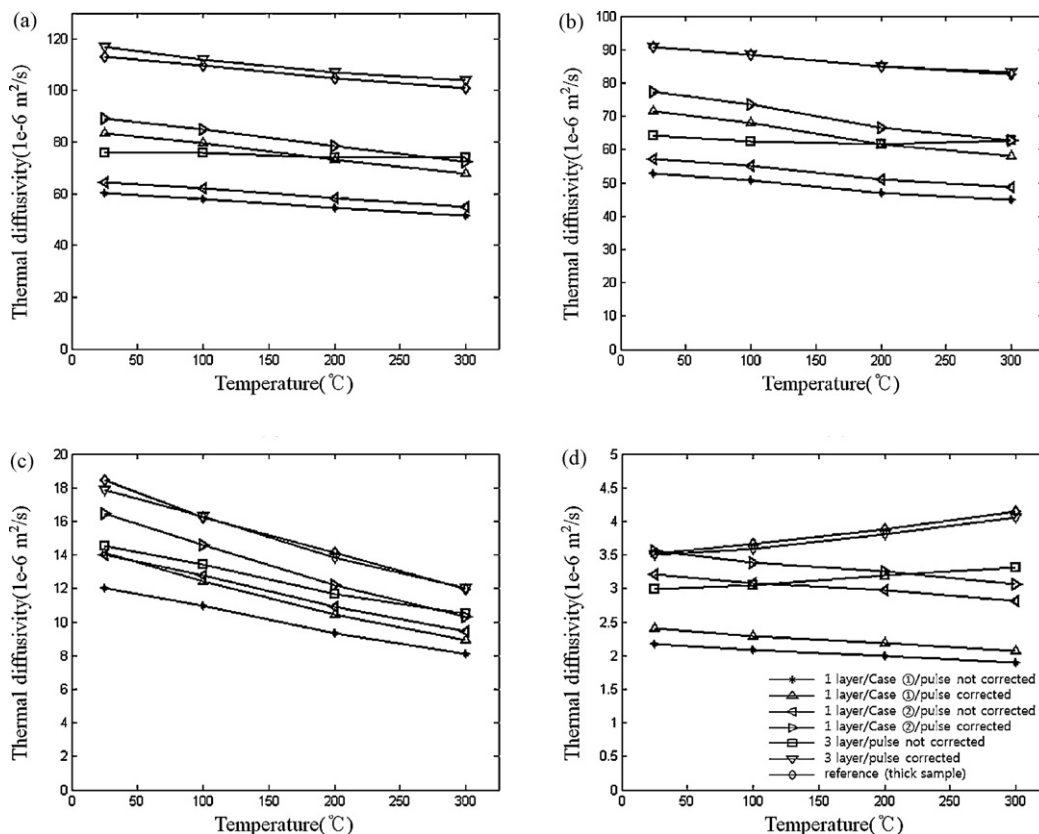 (a)
120
100
80
60
40
20
0
0 50 100 150 200 250 300
Thermal diffusivity(1e-6 m²/s)
Temperature(℃)
(b)
100
90
80
70
60
50
40
30
20
10
0
0 50 100 150 200 250 300
Thermal diffusivity(1e-6 m²/s)
Temperature(℃)
(c)
20
18
16
14
12
10
8
6
4
2
0
0 50 100 150 200 250 300
Thermal diffusivity(1e-6 m²/s)
Temperature(℃)
(d)
5
4.5
4
3.5
3
2.5
2
1.5
1
0.5
0
0 50 100 150 200 250 300
Thermal diffusivity(1e-6 m²/s)
Temperature(℃)
1 layer/Case ①/pulse not corrected
1 layer/Case ①/pulse corrected
1 layer/Case ②/pulse not corrected
1 layer/Case ②/pulse corrected
3 layer/pulse not corrected
3 layer/pulse corrected
reference (thick sample)